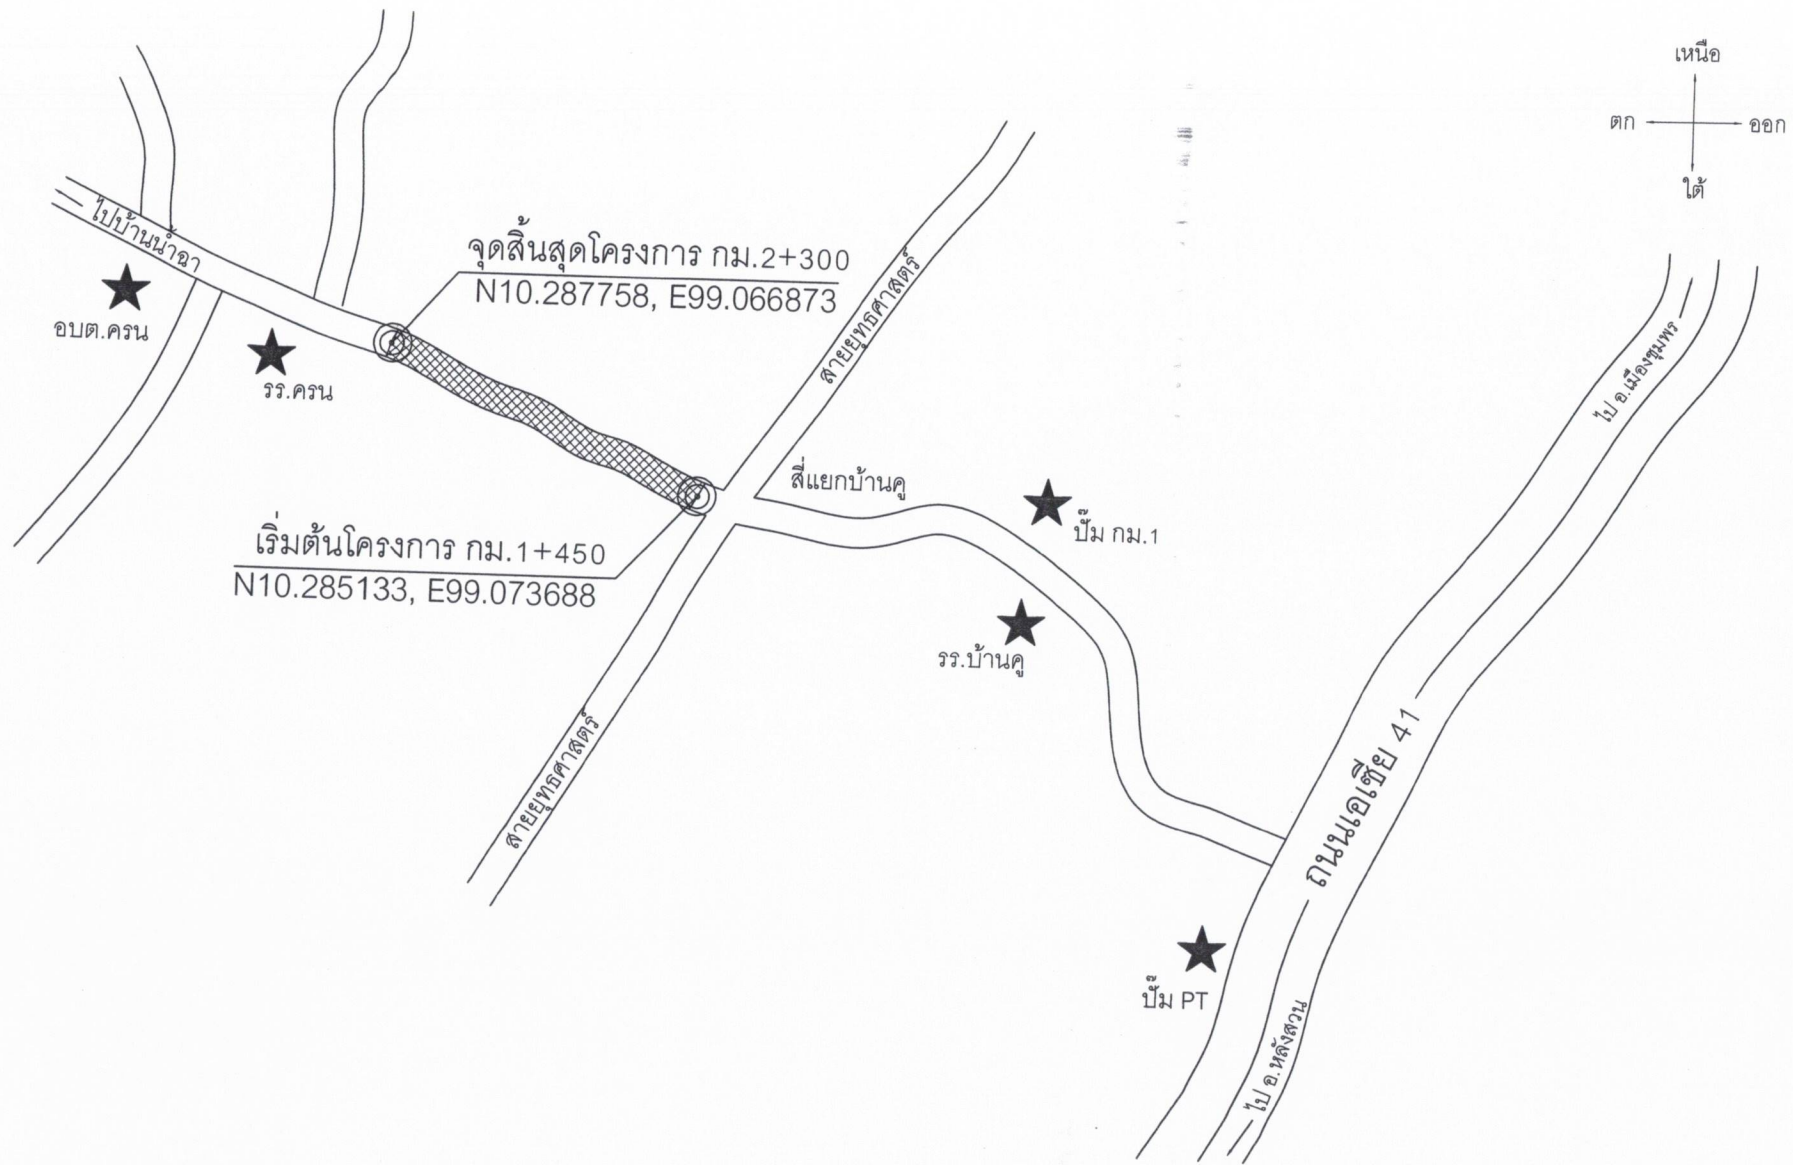 เหนือ
ตก
ออก
ใต้
ไปบ้านน้ำฉา
จุดสิ้นสุดโครงการ กม.2+300
N10.287758, E99.066873
สายยุทธศาสตร์
อบต.ครน
รร.ครน
ไป อ.เมืองชุมพร
สี่แยกบ้านคู
ปั๊ม กม.1
เริ่มต้นโครงการ กม.1+450
N10.285133, E99.073688
รร.บ้านคู
สายยุทธศาสตร์
ถนนเอเชีย 41
ปั๊ม PT
ไป อ.หลังสวน